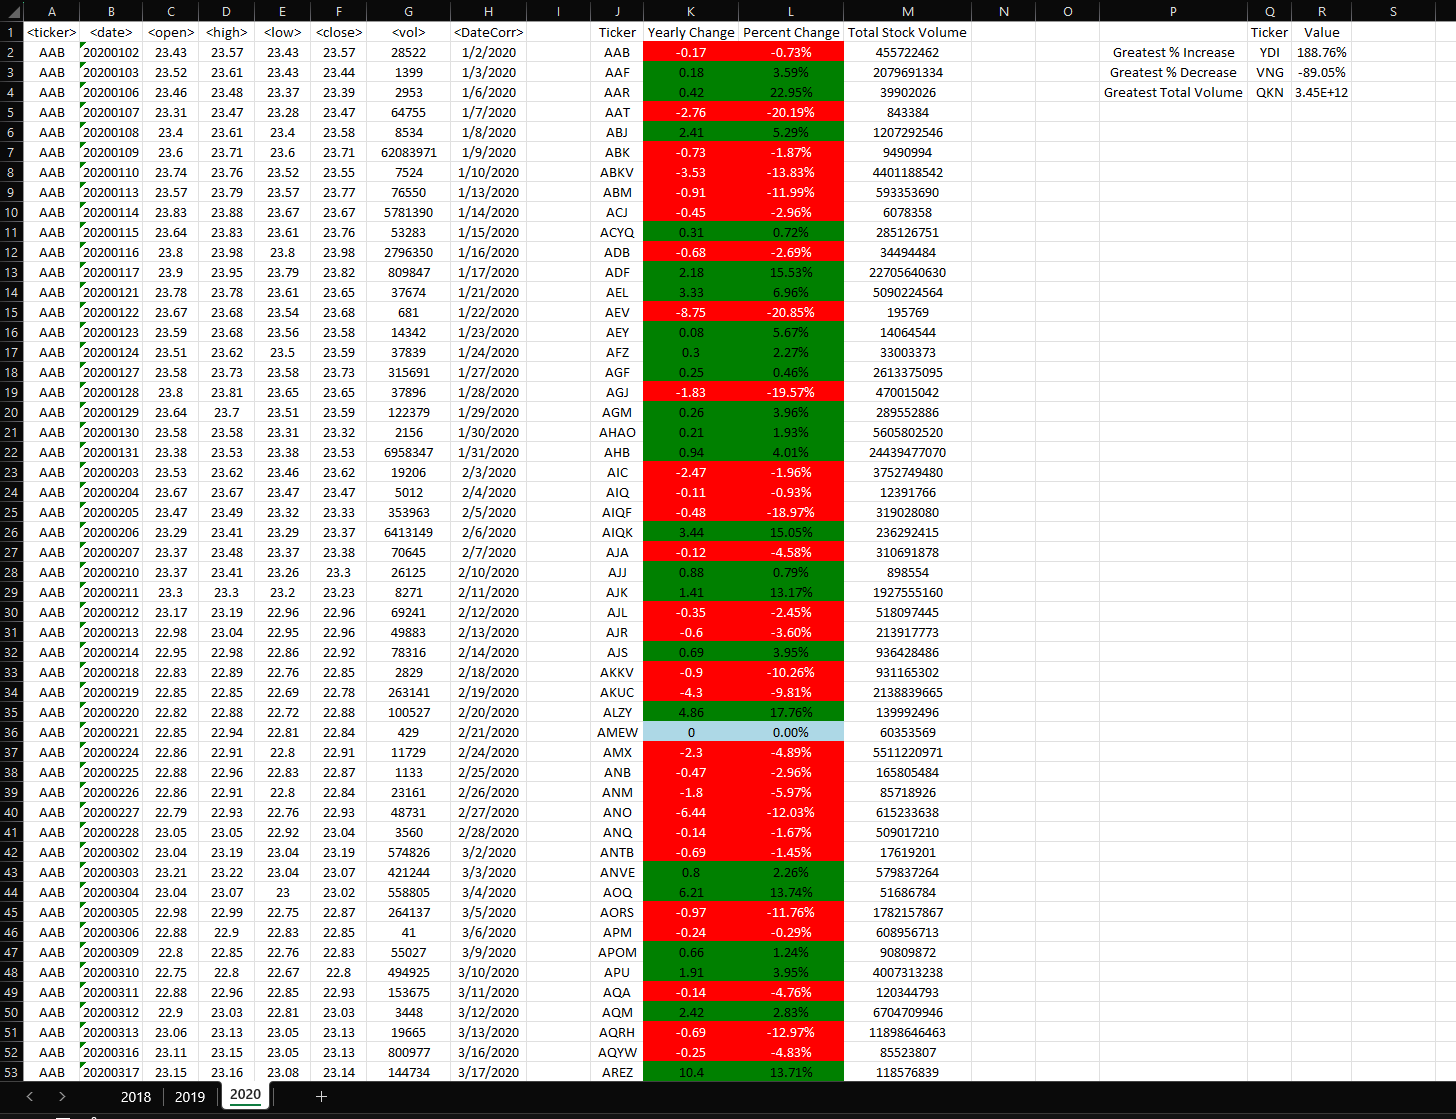 A B C D E F G H I J K L M N O P Q R S
1 <ticker> <date> <open> <high> <low> <close> <vol> <DateCorr> Ticker Yearly Change Percent Change Total Stock Volume Ticker Value
2 AAB 20200102 23.43 23.57 23.43 23.57 28522 1/2/2020 AAB -0.17 -0.73% 455722462 Greatest % Increase YDI 188.76%
3 AAB 20200103 23.52 23.61 23.43 23.44 1399 1/3/2020 AAF 0.18 3.59% 2079691334 Greatest % Decrease VNG -89.05%
4 AAB 20200106 23.46 23.48 23.37 23.39 2953 1/6/2020 AAR 0.42 22.95% 39902026 Greatest Total Volume QKN 3.45E+12
5 AAB 20200107 23.31 23.47 23.28 23.47 64755 1/7/2020 AAT -2.76 -20.19% 843384
6 AAB 20200108 23.4 23.61 23.4 23.58 8534 1/8/2020 ABJ 2.41 5.29% 1207292546
7 AAB 20200109 23.6 23.71 23.6 23.71 62083971 1/9/2020 ABK -0.73 -1.87% 9490994
8 AAB 20200110 23.74 23.76 23.52 23.55 7524 1/10/2020 ABKV -3.53 -13.83% 4401188542
9 AAB 20200113 23.57 23.79 23.57 23.77 76550 1/13/2020 ABM -0.91 -11.99% 593353690
10 AAB 20200114 23.83 23.88 23.67 23.67 5781390 1/14/2020 ACJ -0.45 -2.96% 6078358
11 AAB 20200115 23.64 23.83 23.61 23.76 53283 1/15/2020 ACYQ 0.31 0.72% 285126751
12 AAB 20200116 23.8 23.98 23.8 23.98 2796350 1/16/2020 ADB -0.68 -2.69% 34494484
13 AAB 20200117 23.9 23.95 23.79 23.82 809847 1/17/2020 ADF 2.18 15.53% 22705640630
14 AAB 20200121 23.78 23.78 23.61 23.65 37674 1/21/2020 AEL 3.33 6.96% 5090224564
15 AAB 20200122 23.67 23.68 23.54 23.68 681 1/22/2020 AEV -8.75 -20.85% 195769
16 AAB 20200123 23.59 23.68 23.56 23.58 14342 1/23/2020 AEY 0.08 5.67% 14064544
17 AAB 20200124 23.51 23.62 23.5 23.59 37839 1/24/2020 AFZ 0.3 2.27% 33003373
18 AAB 20200127 23.58 23.73 23.58 23.73 315691 1/27/2020 AGF 0.25 0.46% 2613375095
19 AAB 20200128 23.8 23.81 23.65 23.65 37896 1/28/2020 AGJ -1.83 -19.57% 470015042
20 AAB 20200129 23.64 23.7 23.51 23.59 122379 1/29/2020 AGM 0.26 3.96% 289552886
21 AAB 20200130 23.58 23.58 23.31 23.32 2156 1/30/2020 AHAO 0.21 1.93% 5605802520
22 AAB 20200131 23.38 23.53 23.38 23.53 6958347 1/31/2020 AHB 0.94 4.01% 24439477070
23 AAB 20200203 23.53 23.62 23.46 23.62 19206 2/3/2020 AIC -2.47 -1.96% 3752749480
24 AAB 20200204 23.67 23.67 23.47 23.47 5012 2/4/2020 AIQ -0.11 -0.93% 12391766
25 AAB 20200205 23.47 23.49 23.32 23.33 353963 2/5/2020 AIQF -0.48 -18.97% 319028080
26 AAB 20200206 23.29 23.41 23.29 23.37 6413149 2/6/2020 AIQK 3.44 15.05% 236292415
27 AAB 20200207 23.37 23.48 23.37 23.38 70645 2/7/2020 AJA -0.12 -4.58% 310691878
28 AAB 20200210 23.37 23.41 23.26 23.3 26125 2/10/2020 AJJ 0.88 0.79% 898554
29 AAB 20200211 23.3 23.3 23.2 23.23 8271 2/11/2020 AJK 1.41 13.17% 1927555160
30 AAB 20200212 23.17 23.19 22.96 22.96 69241 2/12/2020 AJL -0.35 -2.45% 518097445
31 AAB 20200213 22.98 23.04 22.95 22.96 49883 2/13/2020 AJR -0.6 -3.60% 213917773
32 AAB 20200214 22.95 22.98 22.86 22.92 78316 2/14/2020 AJS 0.69 3.95% 936428486
33 AAB 20200218 22.83 22.89 22.76 22.85 2829 2/18/2020 AKKV -0.9 -10.26% 931165302
34 AAB 20200219 22.85 22.85 22.69 22.78 263141 2/19/2020 AKUC -4.3 -9.81% 2138839665
35 AAB 20200220 22.82 22.88 22.72 22.88 100527 2/20/2020 ALZY 4.86 17.76% 139992496
36 AAB 20200221 22.85 22.94 22.81 22.84 429 2/21/2020 AMEW 0 0.00% 60353569
37 AAB 20200224 22.86 22.91 22.8 22.91 11729 2/24/2020 AMX -2.3 -4.89% 5511220971
38 AAB 20200225 22.88 22.96 22.83 22.87 1133 2/25/2020 ANB -0.47 -2.96% 165805484
39 AAB 20200226 22.86 22.91 22.8 22.84 23161 2/26/2020 ANM -1.8 -5.97% 85718926
40 AAB 20200227 22.79 22.93 22.76 22.93 48731 2/27/2020 ANO -6.44 -12.03% 615233638
41 AAB 20200228 23.05 23.05 22.92 23.04 3560 2/28/2020 ANQ -0.14 -1.67% 509017210
42 AAB 20200302 23.04 23.19 23.04 23.19 574826 3/2/2020 ANTB -0.69 -1.45% 17619201
43 AAB 20200303 23.21 23.22 23.04 23.07 421244 3/3/2020 ANVE 0.8 2.26% 579837264
44 AAB 20200304 23.04 23.07 23 23.02 558805 3/4/2020 AOQ 6.21 13.74% 51686784
45 AAB 20200305 22.98 22.99 22.75 22.87 264137 3/5/2020 AORS -0.97 -11.76% 1782157867
46 AAB 20200306 22.88 22.9 22.83 22.85 41 3/6/2020 APM -0.24 -0.29% 608956713
47 AAB 20200309 22.8 22.85 22.76 22.83 55027 3/9/2020 APOM 0.66 1.24% 90809872
48 AAB 20200310 22.75 22.8 22.67 22.8 494925 3/10/2020 APU 1.91 3.95% 4007313238
49 AAB 20200311 22.88 22.96 22.85 22.93 153675 3/11/2020 AQA -0.14 -4.76% 120344793
50 AAB 20200312 22.9 23.03 22.81 23.03 3448 3/12/2020 AQM 2.42 2.83% 6704709946
51 AAB 20200313 23.06 23.13 23.05 23.13 19665 3/13/2020 AQRH -0.69 -12.97% 11898646463
52 AAB 20200316 23.11 23.15 23.05 23.13 800977 3/16/2020 AQYW -0.25 -4.83% 85523807
53 AAB 20200317 23.15 23.16 23.08 23.14 144734 3/17/2020 AREZ 10.4 13.71% 118576839
2018 2019 2020 +